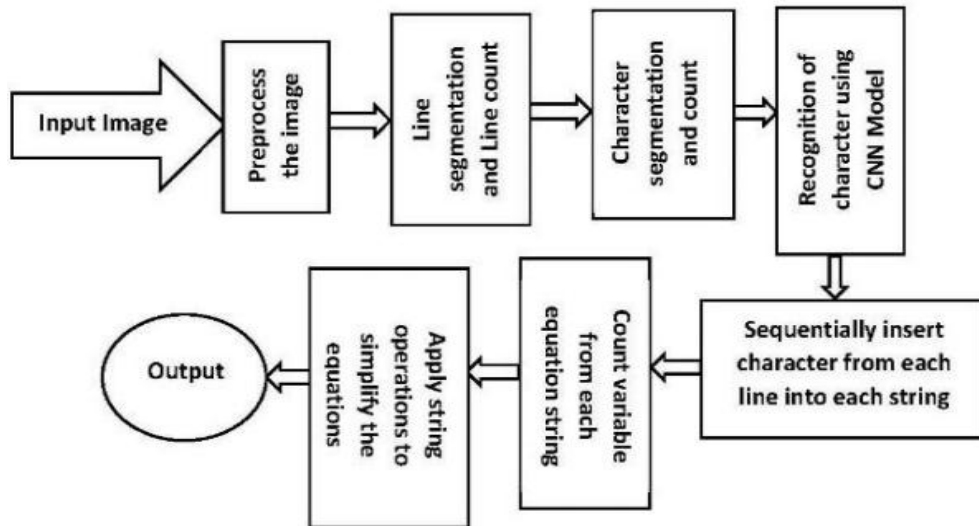 Input Image
Preprocess
the image
Line
segmentation
and Line count
Character
segmentation
and count
Recognition of
character using
CNN Model
Sequentially insert
character from each
line into each string
Count variable
from each
equation string
Apply string
operations to
simplify the
equations
Output